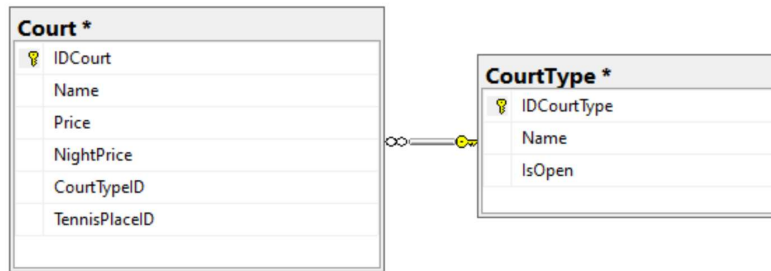 Court *
IDCourt
Name
Price
NightPrice
CourtTypeID
TennisPlaceID
CourtType *
IDCourtType
Name
IsOpen